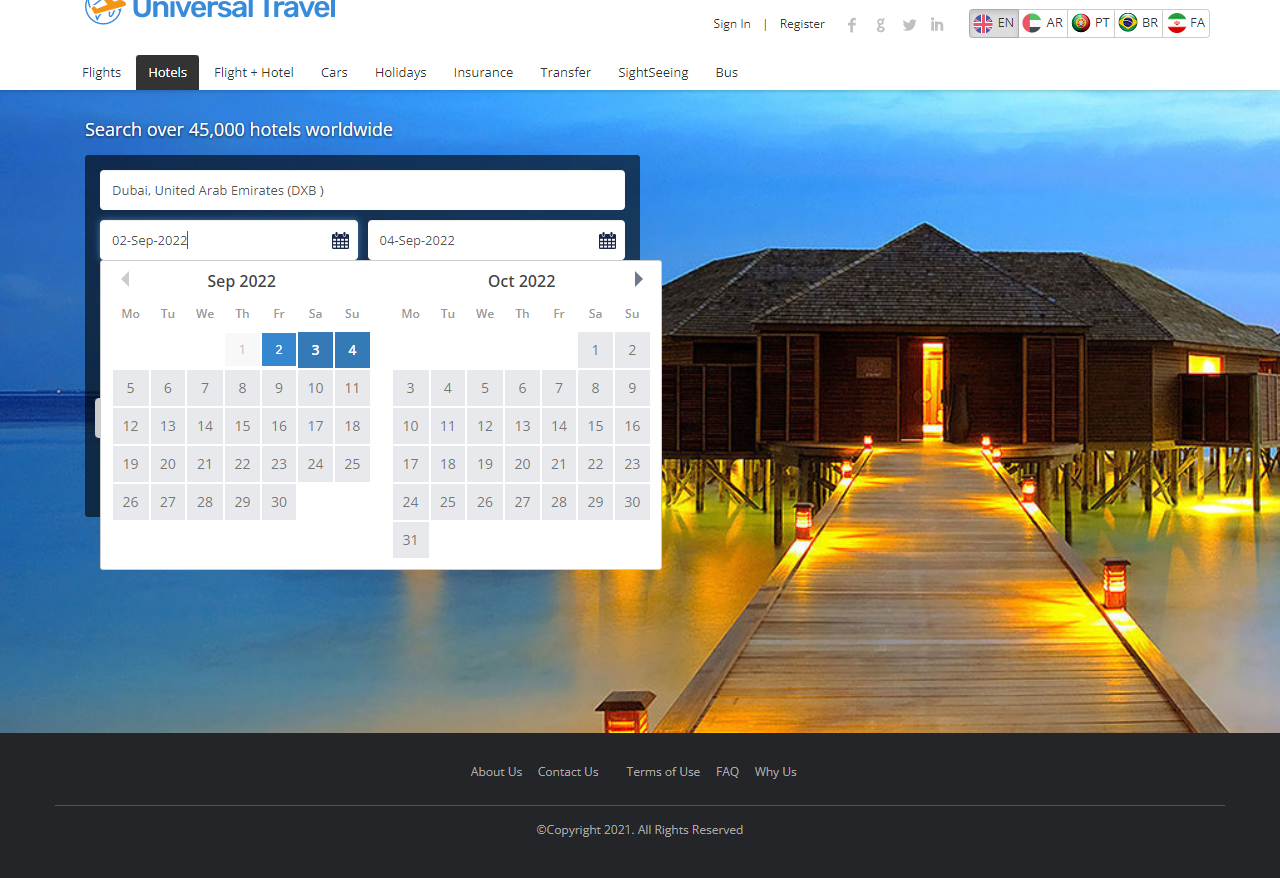 Universal Travel
Sign In | Register
EN AR PT BR FA
Flights Hotels Flight + Hotel Cars Holidays Insurance Transfer SightSeeing Bus
Search over 45,000 hotels worldwide
Dubai, United Arab Emirates (DXB )
02-Sep-2022 04-Sep-2022
Sep 2022
Mo Tu We Th Fr Sa Su
1 2 3 4
5 6 7 8 9 10 11
12 13 14 15 16 17 18
19 20 21 22 23 24 25
26 27 28 29 30
Oct 2022
Mo Tu We Th Fr Sa Su
1 2
3 4 5 6 7 8 9
10 11 12 13 14 15 16
17 18 19 20 21 22 23
24 25 26 27 28 29 30
31
About Us Contact Us Terms of Use FAQ Why Us
©Copyright 2021. All Rights Reserved